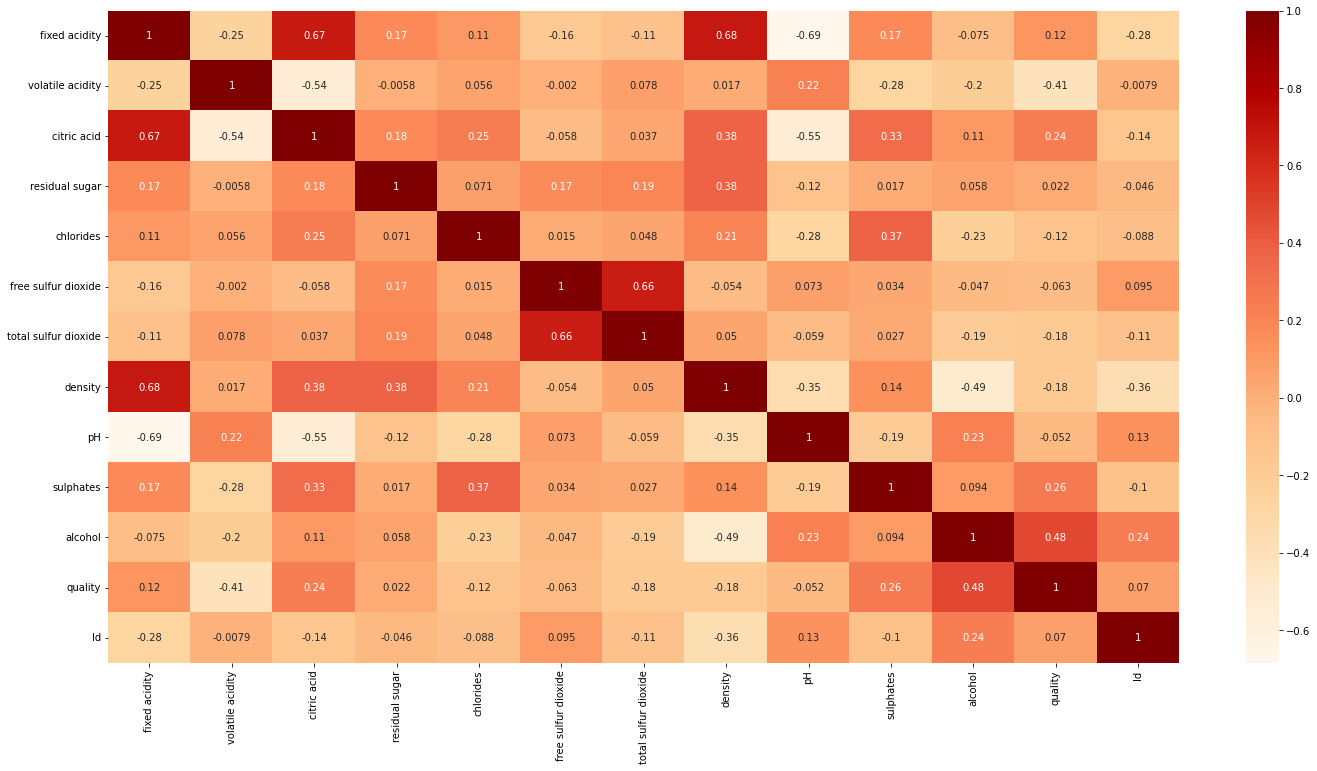 fixed acidity 1 -0.25 0.67 0.17 0.11 -0.16 -0.11 0.68 -0.69 0.17 -0.075 0.12 -0.28
volatile acidity -0.25 1 -0.54 -0.0058 0.056 -0.002 0.078 0.017 0.22 -0.28 -0.2 -0.41 -0.0079
citric acid 0.67 -0.54 1 0.18 0.25 -0.058 0.037 0.38 -0.55 0.33 0.11 0.24 -0.14
residual sugar 0.17 -0.0058 0.18 1 0.071 0.17 0.19 0.38 -0.12 0.017 0.058 0.022 -0.046
chlorides 0.11 0.056 0.25 0.071 1 0.015 0.048 0.21 -0.28 0.37 -0.23 -0.12 -0.088
free sulfur dioxide -0.16 -0.002 -0.058 0.17 0.015 1 0.66 -0.054 0.073 0.034 -0.047 -0.063 0.095
total sulfur dioxide -0.11 0.078 0.037 0.19 0.048 0.66 1 0.05 -0.059 0.027 -0.19 -0.18 -0.11
density 0.68 0.017 0.38 0.38 0.21 -0.054 0.05 1 -0.35 0.14 -0.49 -0.18 -0.36
pH -0.69 0.22 -0.55 -0.12 -0.28 0.073 -0.059 -0.35 1 -0.19 0.23 -0.052 0.13
sulphates 0.17 -0.28 0.33 0.017 0.37 0.034 0.027 0.14 -0.19 1 0.094 0.26 -0.1
alcohol -0.075 -0.2 0.11 0.058 -0.23 -0.047 -0.19 -0.49 0.23 0.094 1 0.48 0.24
quality 0.12 -0.41 0.24 0.022 -0.12 -0.063 -0.18 -0.18 -0.052 0.26 0.48 1 0.07
Id -0.28 -0.0079 -0.14 -0.046 -0.088 0.095 -0.11 -0.36 0.13 -0.1 0.24 0.07 1
fixed acidity
volatile acidity
citric acid
residual sugar
chlorides
free sulfur dioxide
total sulfur dioxide
density
pH
sulphates
alcohol
quality
Id
1.0
0.8
0.6
0.4
0.2
0.0
−0.2
−0.4
−0.6